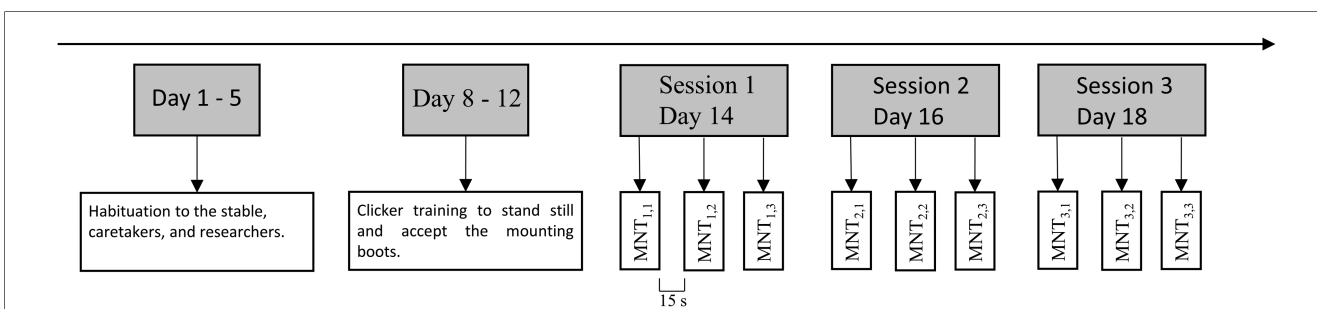 Day 1 - 5
Day 8 - 12
Session 1
Day 14
Session 2
Day 16
Session 3
Day 18
Habituation to the stable,
caretakers, and researchers.
Clicker training to stand still
and accept the mounting
boots.
MNT1,1
MNT1,2
MNT1,3
MNT2,1
MNT2,2
MNT2,3
MNT3,1
MNT3,2
MNT3,3
15 s